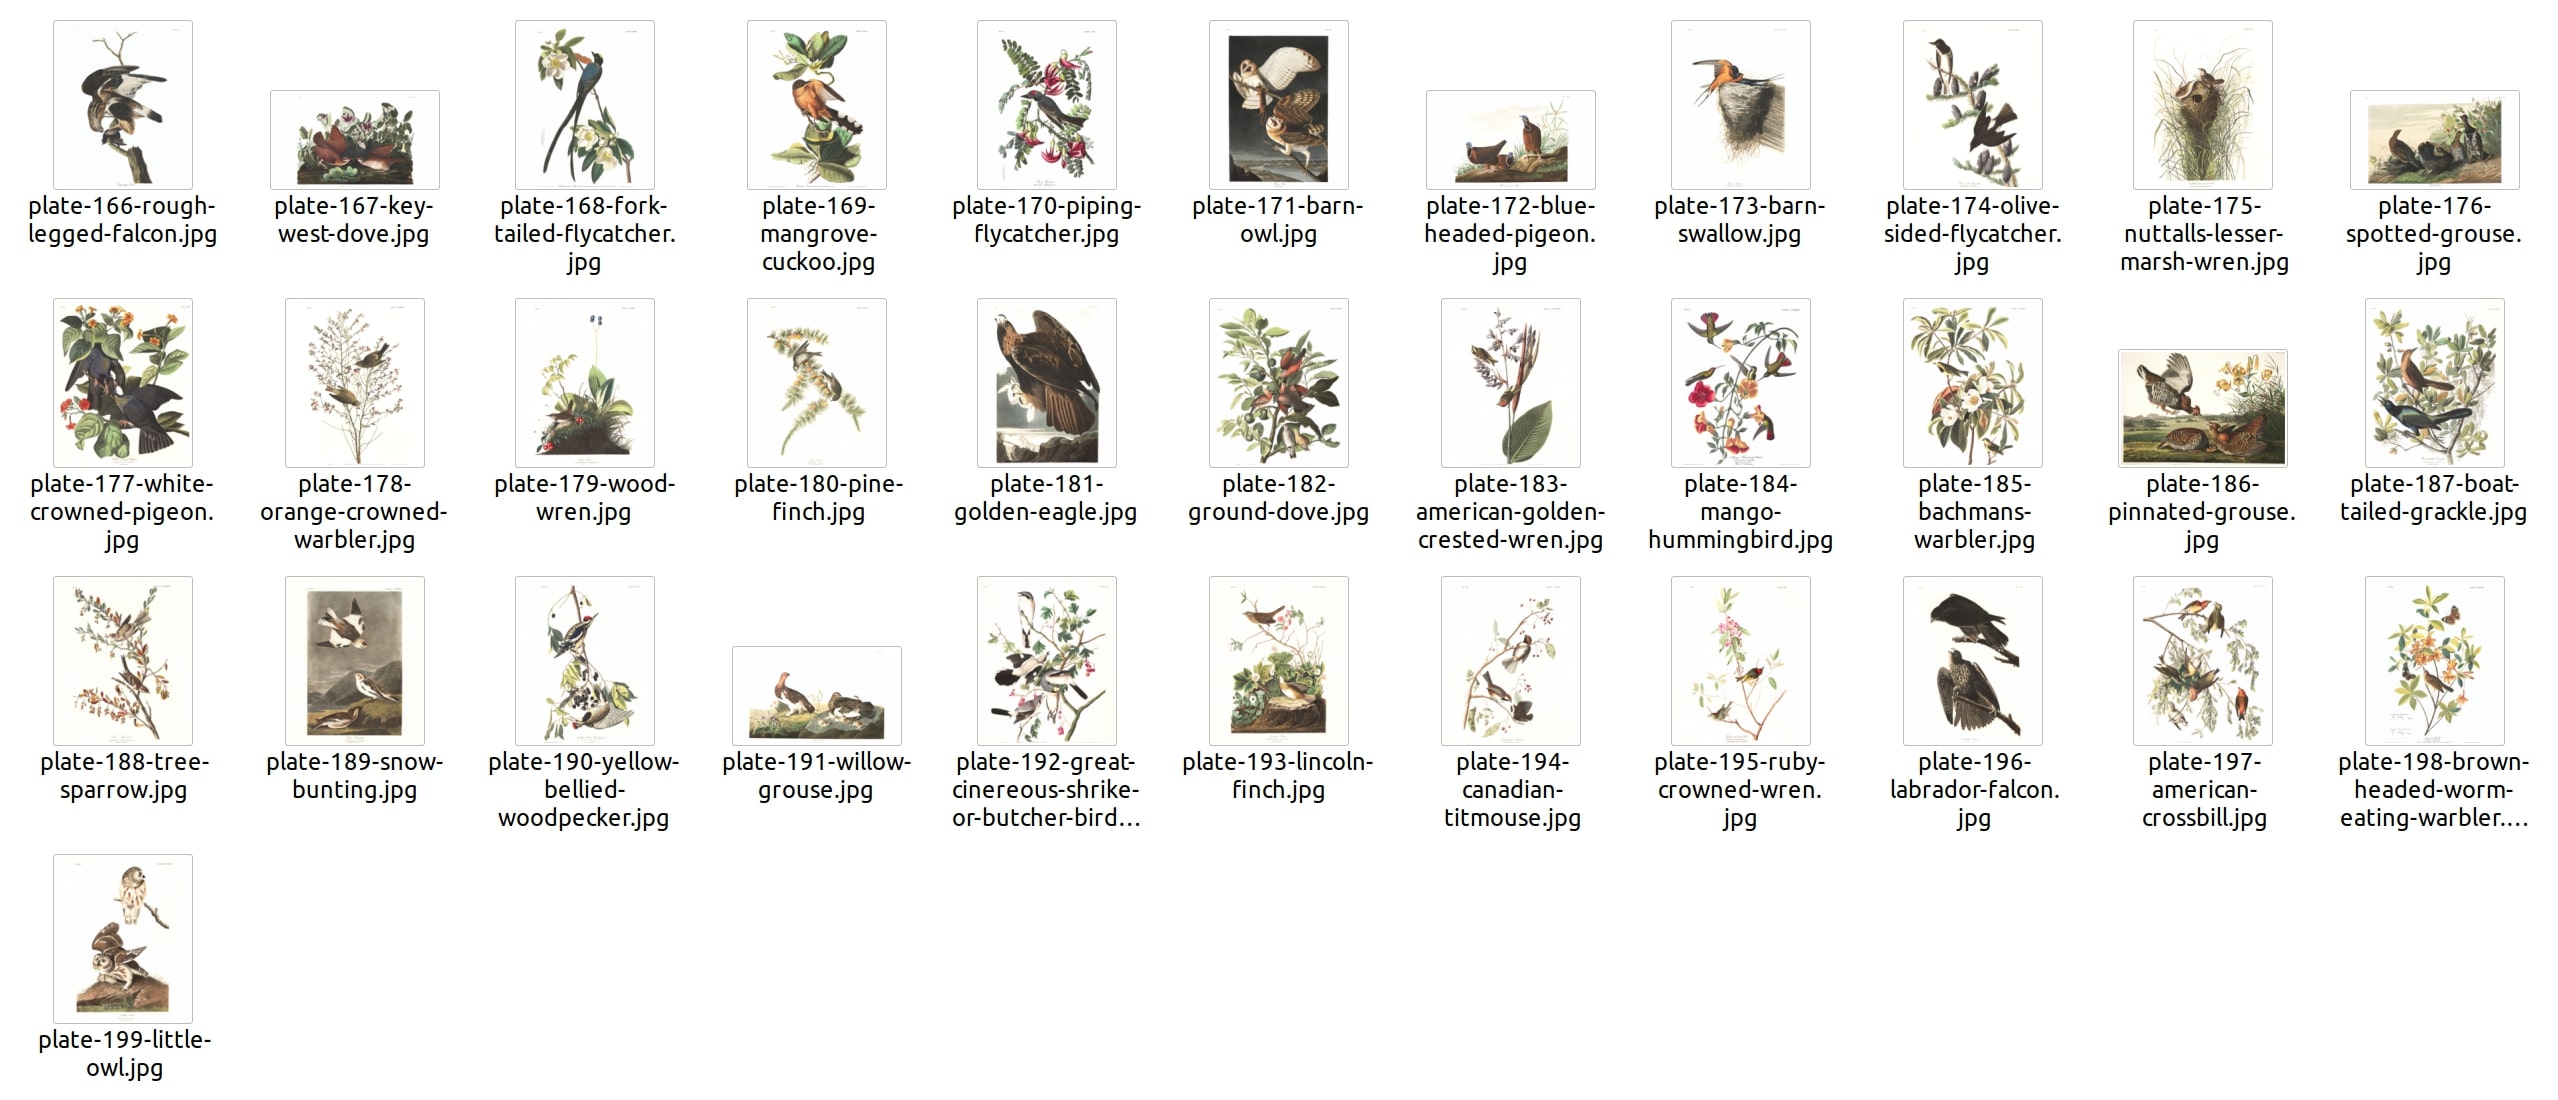 plate-166-rough-
legged-falcon.jpg
plate-167-key-
west-dove.jpg
plate-168-fork-
tailed-flycatcher.
jpg
plate-169-
mangrove-
cuckoo.jpg
plate-170-piping-
flycatcher.jpg
plate-171-barn-
owl.jpg
plate-172-blue-
headed-pigeon.
jpg
plate-173-barn-
swallow.jpg
plate-174-olive-
sided-flycatcher.
jpg
plate-175-
nuttalls-lesser-
marsh-wren.jpg
plate-176-
spotted-grouse.
jpg
plate-177-white-
crowned-pigeon.
jpg
plate-178-
orange-crowned-
warbler.jpg
plate-179-wood-
wren.jpg
plate-180-pine-
finch.jpg
plate-181-
golden-eagle.jpg
plate-182-
ground-dove.jpg
plate-183-
american-golden-
crested-wren.jpg
plate-184-
mango-
hummingbird.jpg
plate-185-
bachmans-
warbler.jpg
plate-186-
pinnated-grouse.
jpg
plate-187-boat-
tailed-grackle.jpg
plate-188-tree-
sparrow.jpg
plate-189-snow-
bunting.jpg
plate-190-yellow-
bellied-
woodpecker.jpg
plate-191-willow-
grouse.jpg
plate-192-great-
cinereous-shrike-
or-butcher-bird…
plate-193-lincoln-
finch.jpg
plate-194-
canadian-
titmouse.jpg
plate-195-ruby-
crowned-wren.
jpg
plate-196-
labrador-falcon.
jpg
plate-197-
american-
crossbill.jpg
plate-198-brown-
headed-worm-
eating-warbler.…
plate-199-little-
owl.jpg